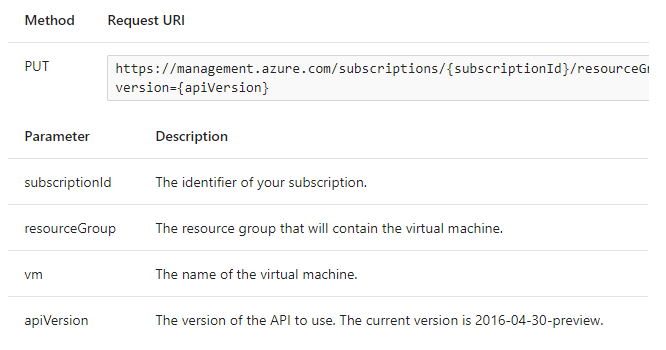 Method Request URI
PUT https://management.azure.com/subscriptions/{subscriptionId}/resourceG
version={apiVersion}
Parameter Description
subscriptionId The identifier of your subscription.
resourceGroup The resource group that will contain the virtual machine.
vm The name of the virtual machine.
apiVersion The version of the API to use. The current version is 2016-04-30-preview.